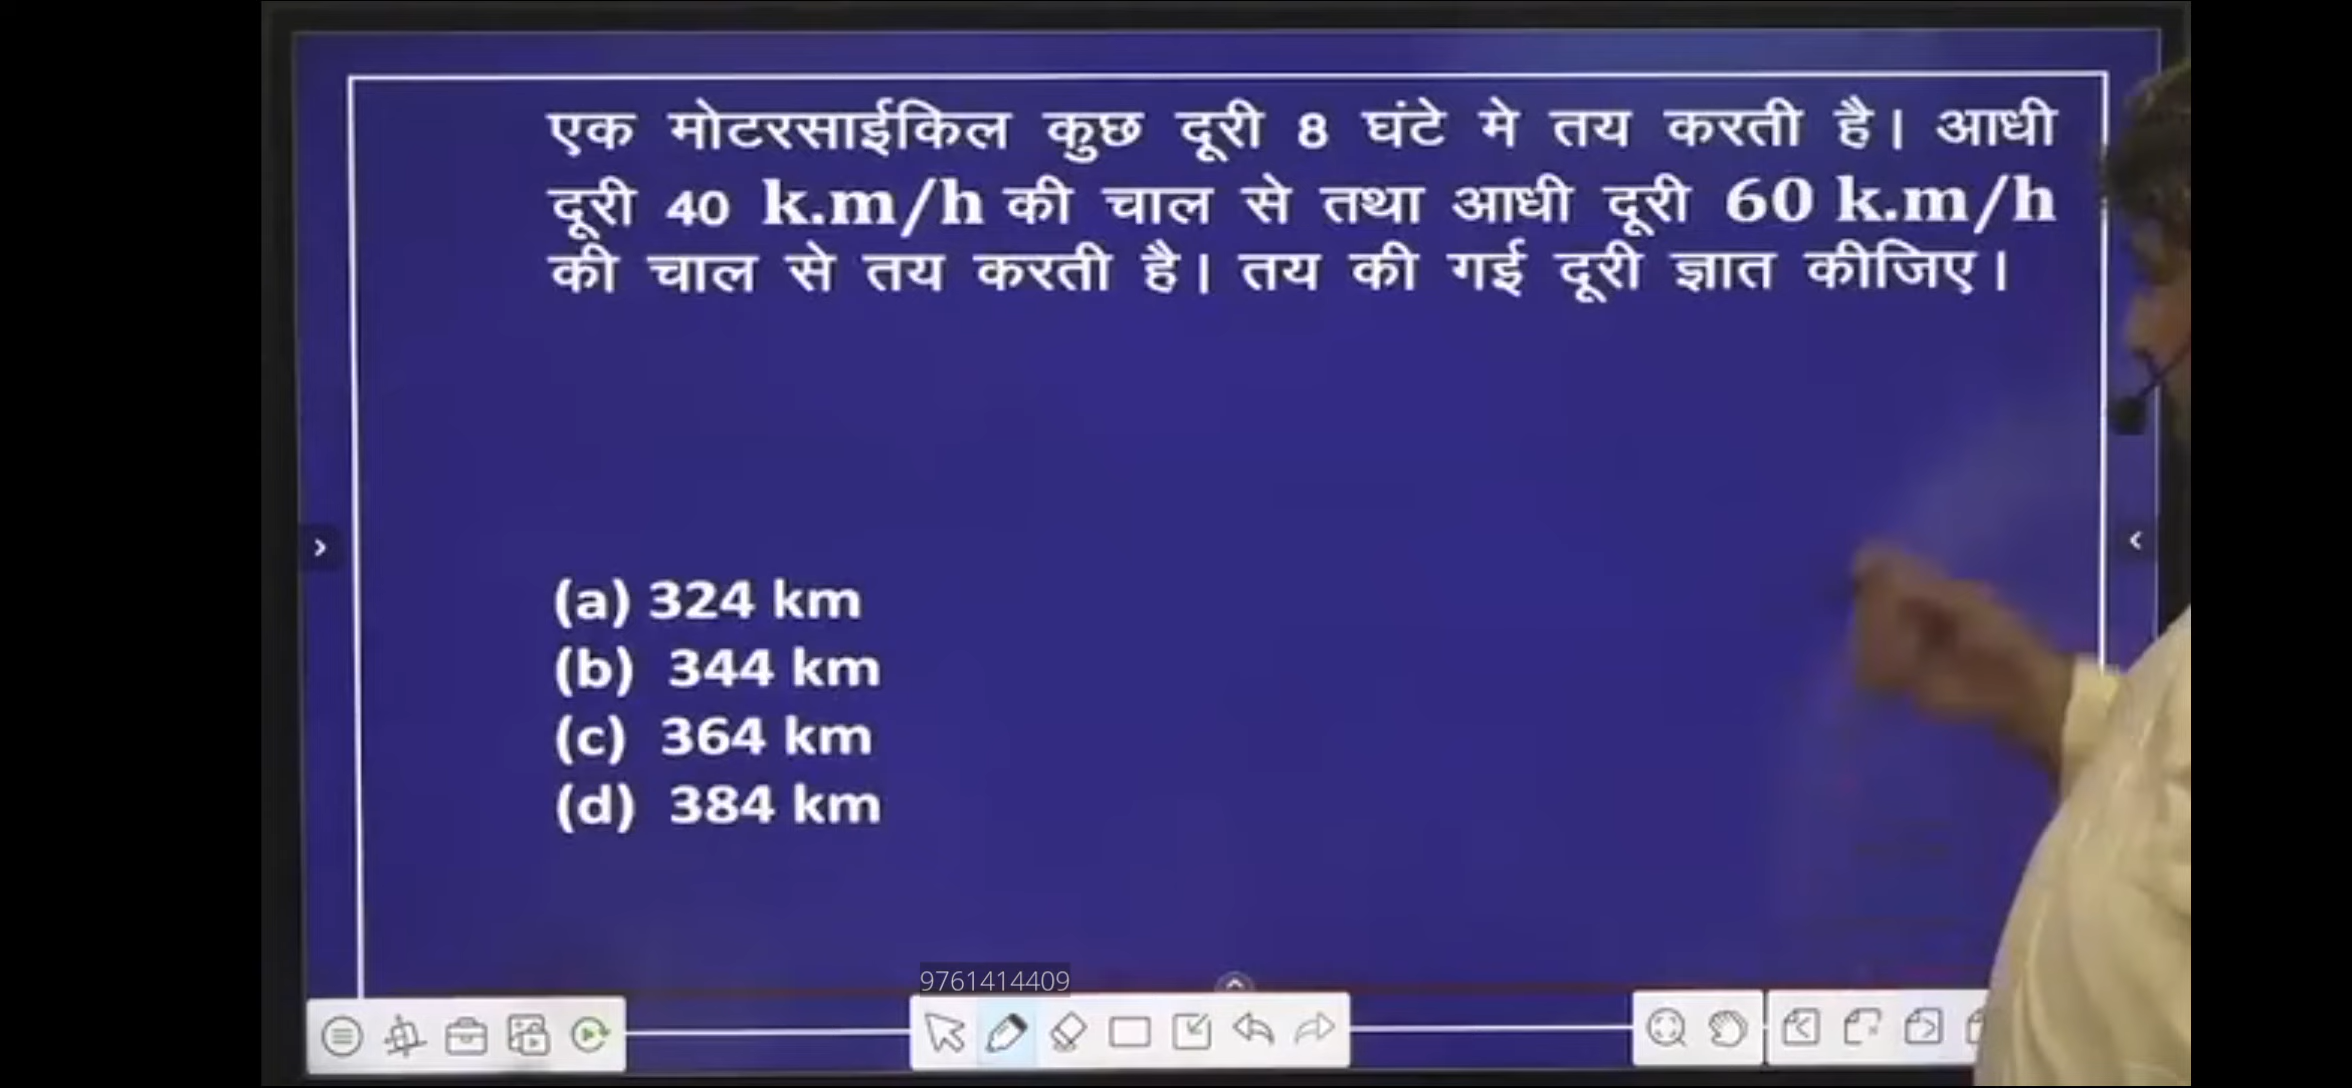 एक मोटरसाईकिल कुछ दूरी 8 घंटे मे तय करती है। आधी
दूरी 40 k.m/h की चाल से तथा आधी दूरी 60 k.m/h
की चाल से तय करती है। तय की गई दूरी ज्ञात कीजिए।
(a) 324 km
(b) 344 km
(c) 364 km
(d) 384 km
9761414409